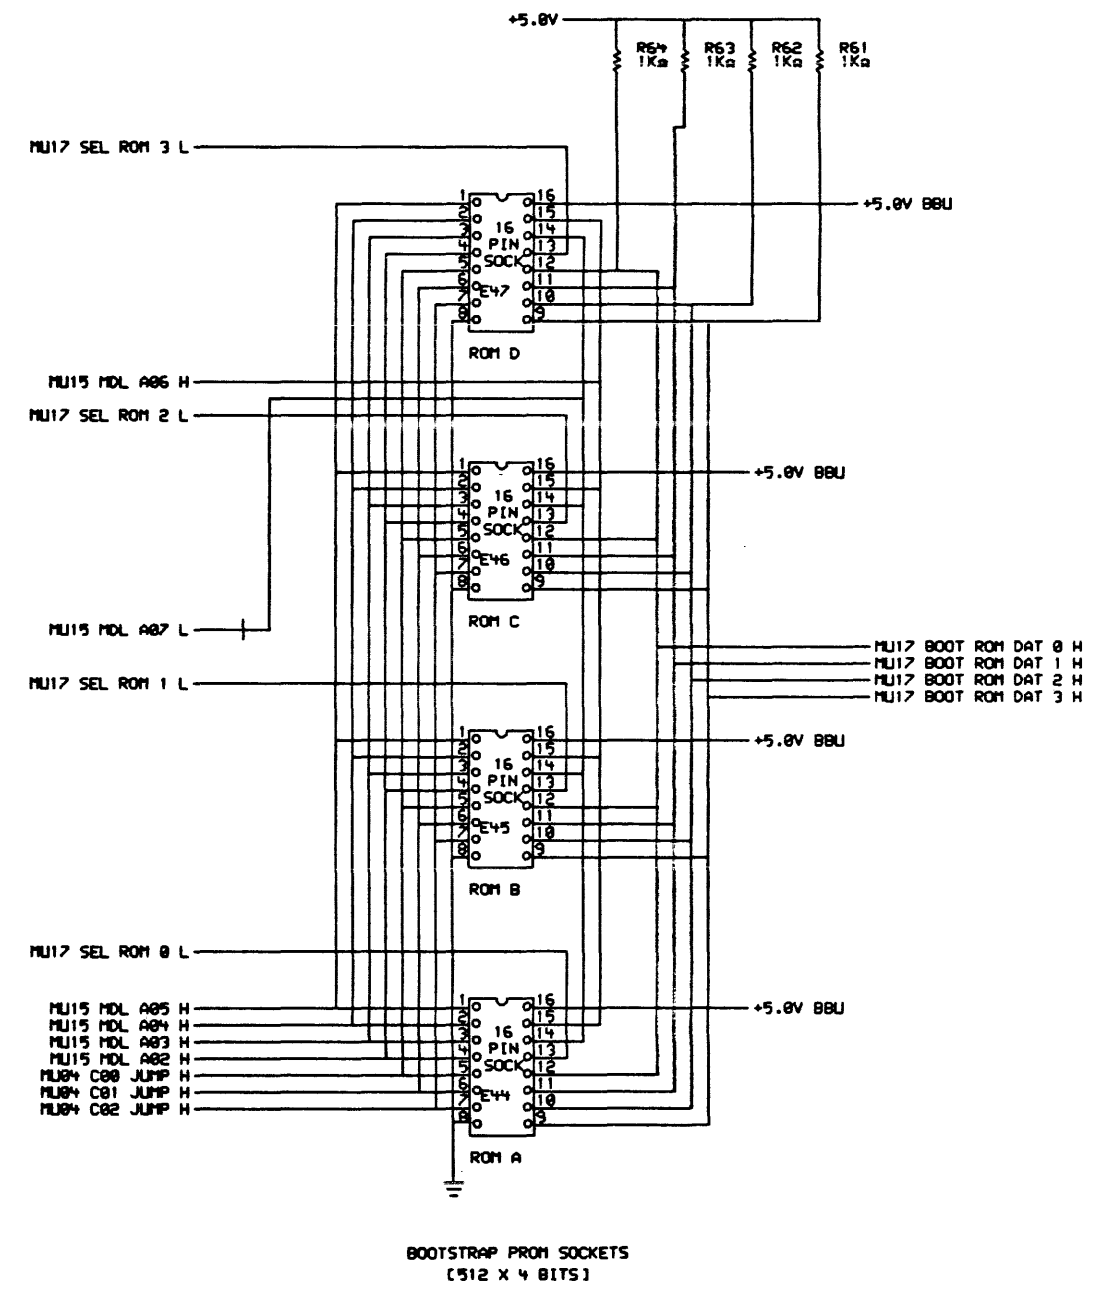 +5.0V
R64 R63 R62 R61
1KΩ 1KΩ 1KΩ 1KΩ
MU17 SEL ROM 3 L
+5.0V BBU
1 16
2 15
3 14
4 13
5 12
6 11
7 10
8 9
16
PIN
SOCK
E47
ROM D
MU15 MDL A06 H
MU17 SEL ROM 2 L
+5.0V BBU
1 16
2 15
3 14
4 13
5 12
6 11
7 10
8 9
16
PIN
SOCK
E46
ROM C
MU15 MDL A07 L
MU17 BOOT ROM DAT 0 H
MU17 BOOT ROM DAT 1 H
MU17 BOOT ROM DAT 2 H
MU17 BOOT ROM DAT 3 H
MU17 SEL ROM 1 L
+5.0V BBU
1 16
2 15
3 14
4 13
5 12
6 11
7 10
8 9
16
PIN
SOCK
E45
ROM B
MU17 SEL ROM 0 L
+5.0V BBU
MU15 MDL A05 H
MU15 MDL A04 H
MU15 MDL A03 H
MU15 MDL A02 H
MU04 C00 JUMP H
MU04 C01 JUMP H
MU04 C02 JUMP H
1 16
2 15
3 14
4 13
5 12
6 11
7 10
8 9
16
PIN
SOCK
E44
ROM A
BOOTSTRAP PROM SOCKETS
[512 X 4 BITS]